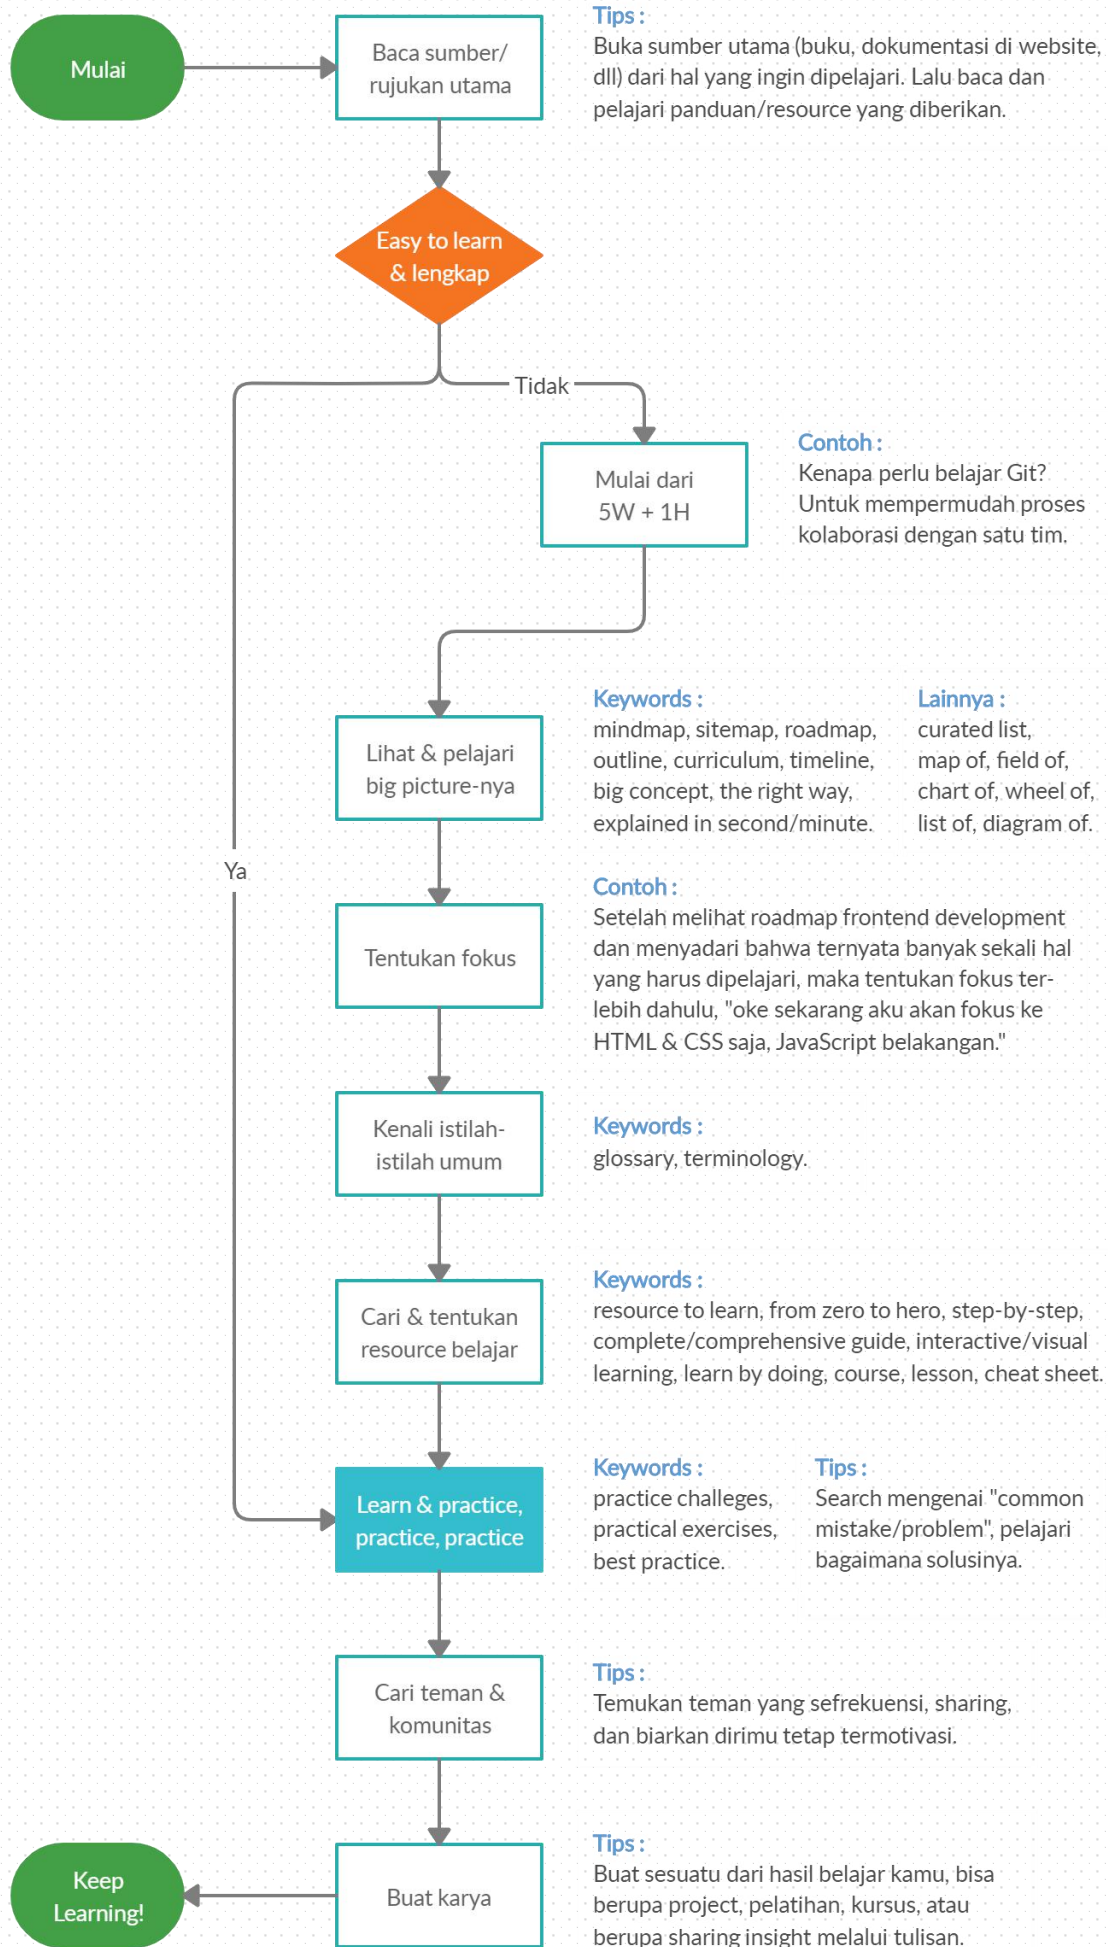 Mulai
Baca sumber/
rujukan utama
Tips :
Buka sumber utama (buku, dokumentasi di website,
dll) dari hal yang ingin dipelajari. Lalu baca dan
pelajari panduan/resource yang diberikan.
Easy to learn
& lengkap
Tidak
Mulai dari
5W + 1H
Contoh :
Kenapa perlu belajar Git?
Untuk mempermudah proses
kolaborasi dengan satu tim.
Lihat & pelajari
big picture-nya
Keywords :
mindmap, sitemap, roadmap,
outline, curriculum, timeline,
big concept, the right way,
explained in second/minute.
Lainnya :
curated list,
map of, field of,
chart of, wheel of,
list of, diagram of.
Ya
Tentukan fokus
Contoh :
Setelah melihat roadmap frontend development
dan menyadari bahwa ternyata banyak sekali hal
yang harus dipelajari, maka tentukan fokus ter-
lebih dahulu, "oke sekarang aku akan fokus ke
HTML & CSS saja, JavaScript belakangan."
Kenali istilah-
istilah umum
Keywords :
glossary, terminology.
Cari & tentukan
resource belajar
Keywords :
resource to learn, from zero to hero, step-by-step,
complete/comprehensive guide, interactive/visual
learning, learn by doing, course, lesson, cheat sheet.
Learn & practice,
practice, practice
Keywords :
practice challeges,
practical exercises,
best practice.
Tips :
Search mengenai "common
mistake/problem", pelajari
bagaimana solusinya.
Cari teman &
komunitas
Tips :
Temukan teman yang sefrekuensi, sharing,
dan biarkan dirimu tetap termotivasi.
Keep
Learning!
Buat karya
Tips :
Buat sesuatu dari hasil belajar kamu, bisa
berupa project, pelatihan, kursus, atau
berupa sharing insight melalui tulisan.